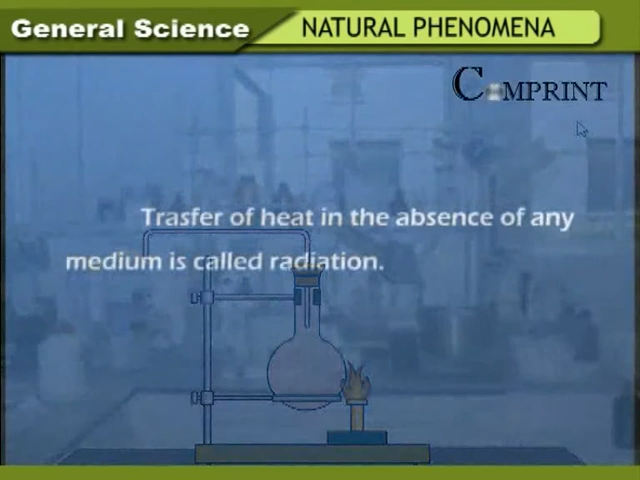 General Science
NATURAL PHENOMENA
COMPRINT
Trasfer of heat in the absence of any
medium is called radiation.